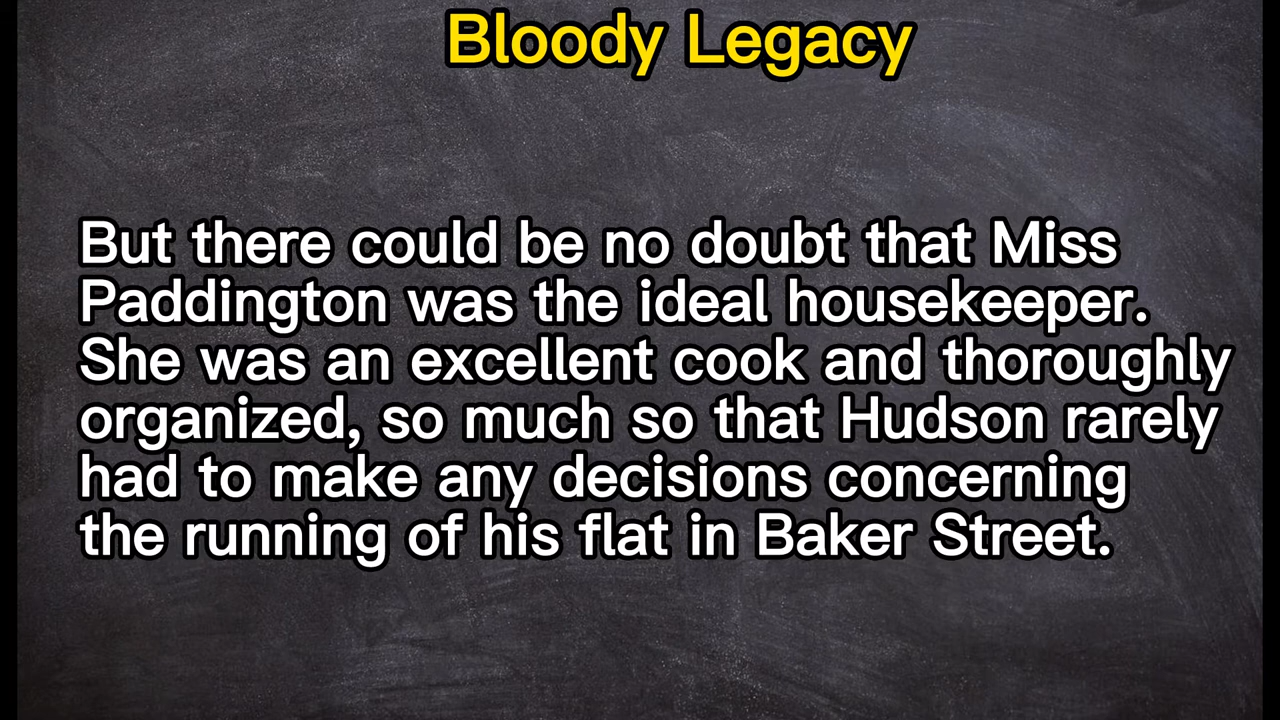 Bloody Legacy
But there could be no doubt that Miss
Paddington was the ideal housekeeper.
She was an excellent cook and thoroughly
organized, so much so that Hudson rarely
had to make any decisions concerning
the running of his flat in Baker Street.